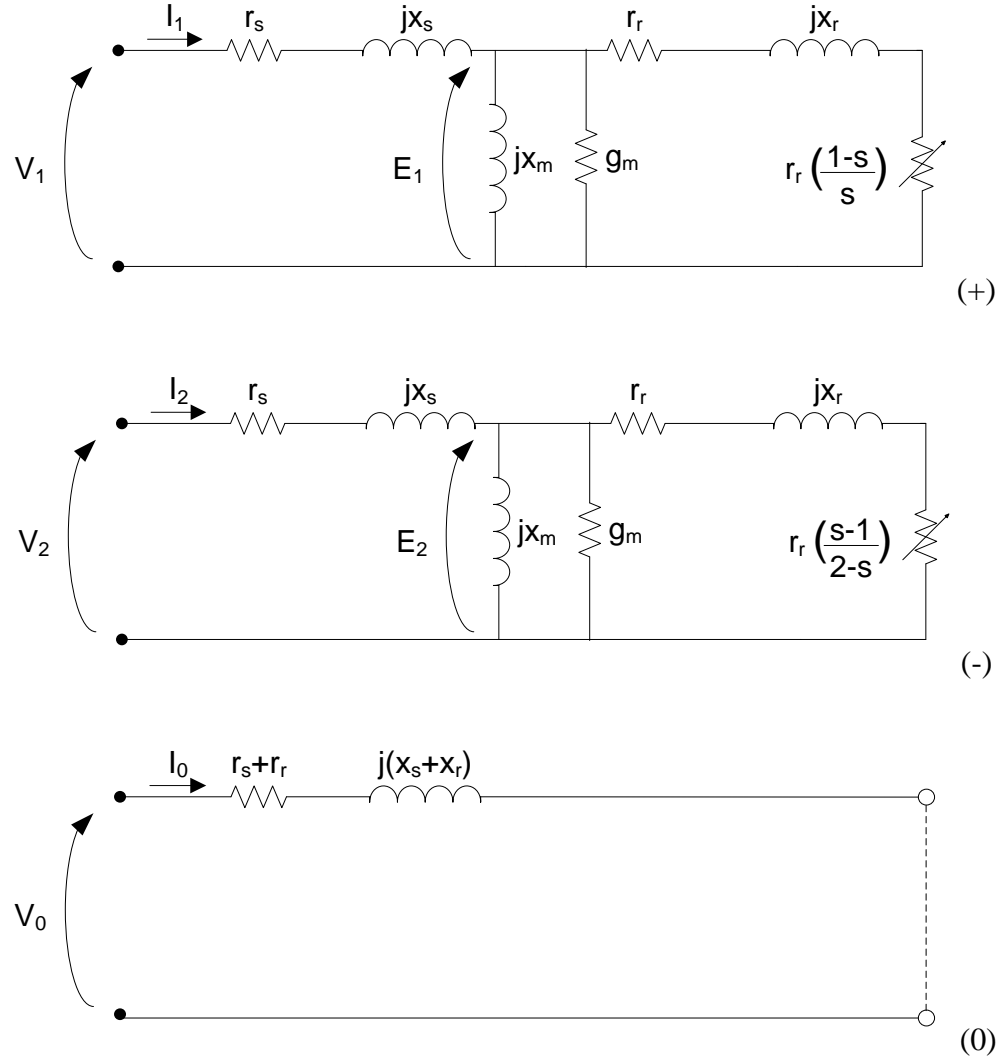 I₁ rₛ jxₛ rᵣ jxᵣ
V₁ E₁ jxₘ gₘ rᵣ (1-s/s)
(+)
I₂ rₛ jxₛ rᵣ jxᵣ
V₂ E₂ jxₘ gₘ rᵣ (s-1/2-s)
(-)
I₀ rₛ+rᵣ j(xₛ+xᵣ)
V₀
(0)